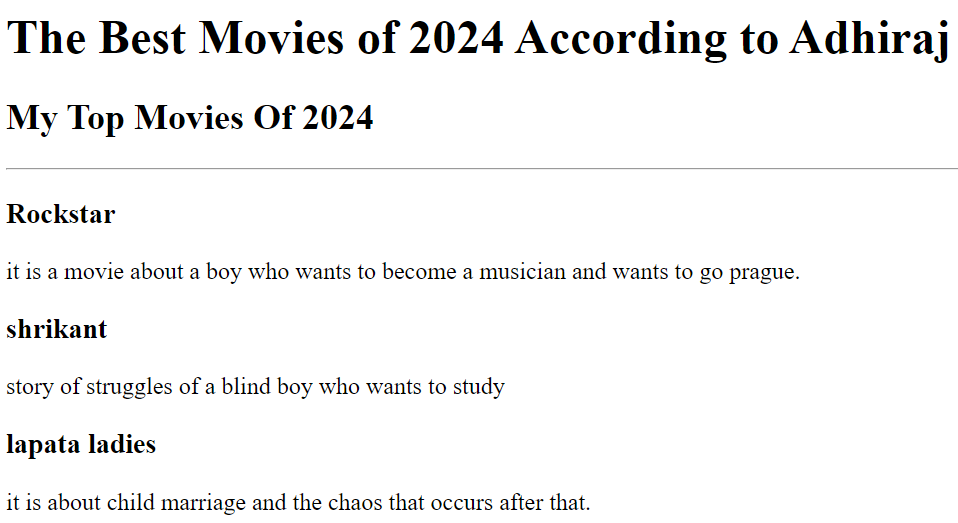 The Best Movies of 2024 According to Adhiraj
My Top Movies Of 2024
Rockstar
it is a movie about a boy who wants to become a musician and wants to go prague.
shrikant
story of struggles of a blind boy who wants to study
lapata ladies
it is about child marriage and the chaos that occurs after that.